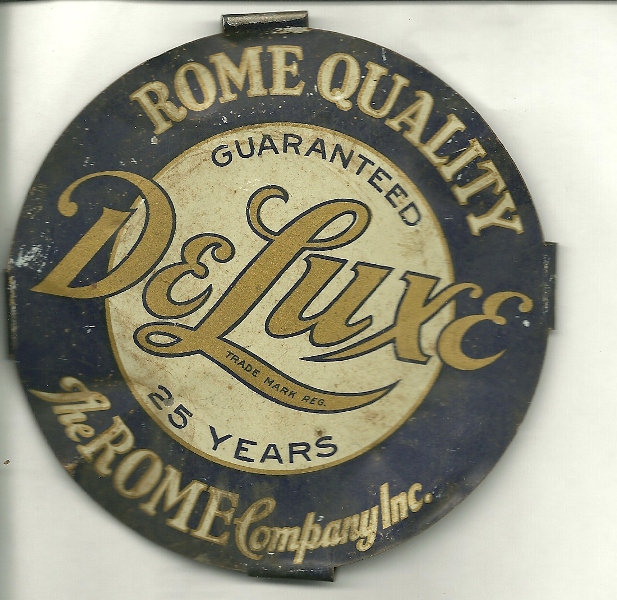 ROME QUALITY
GUARANTEED
DeLuxe
TRADE MARK REG.
25 YEARS
The ROME Company Inc.